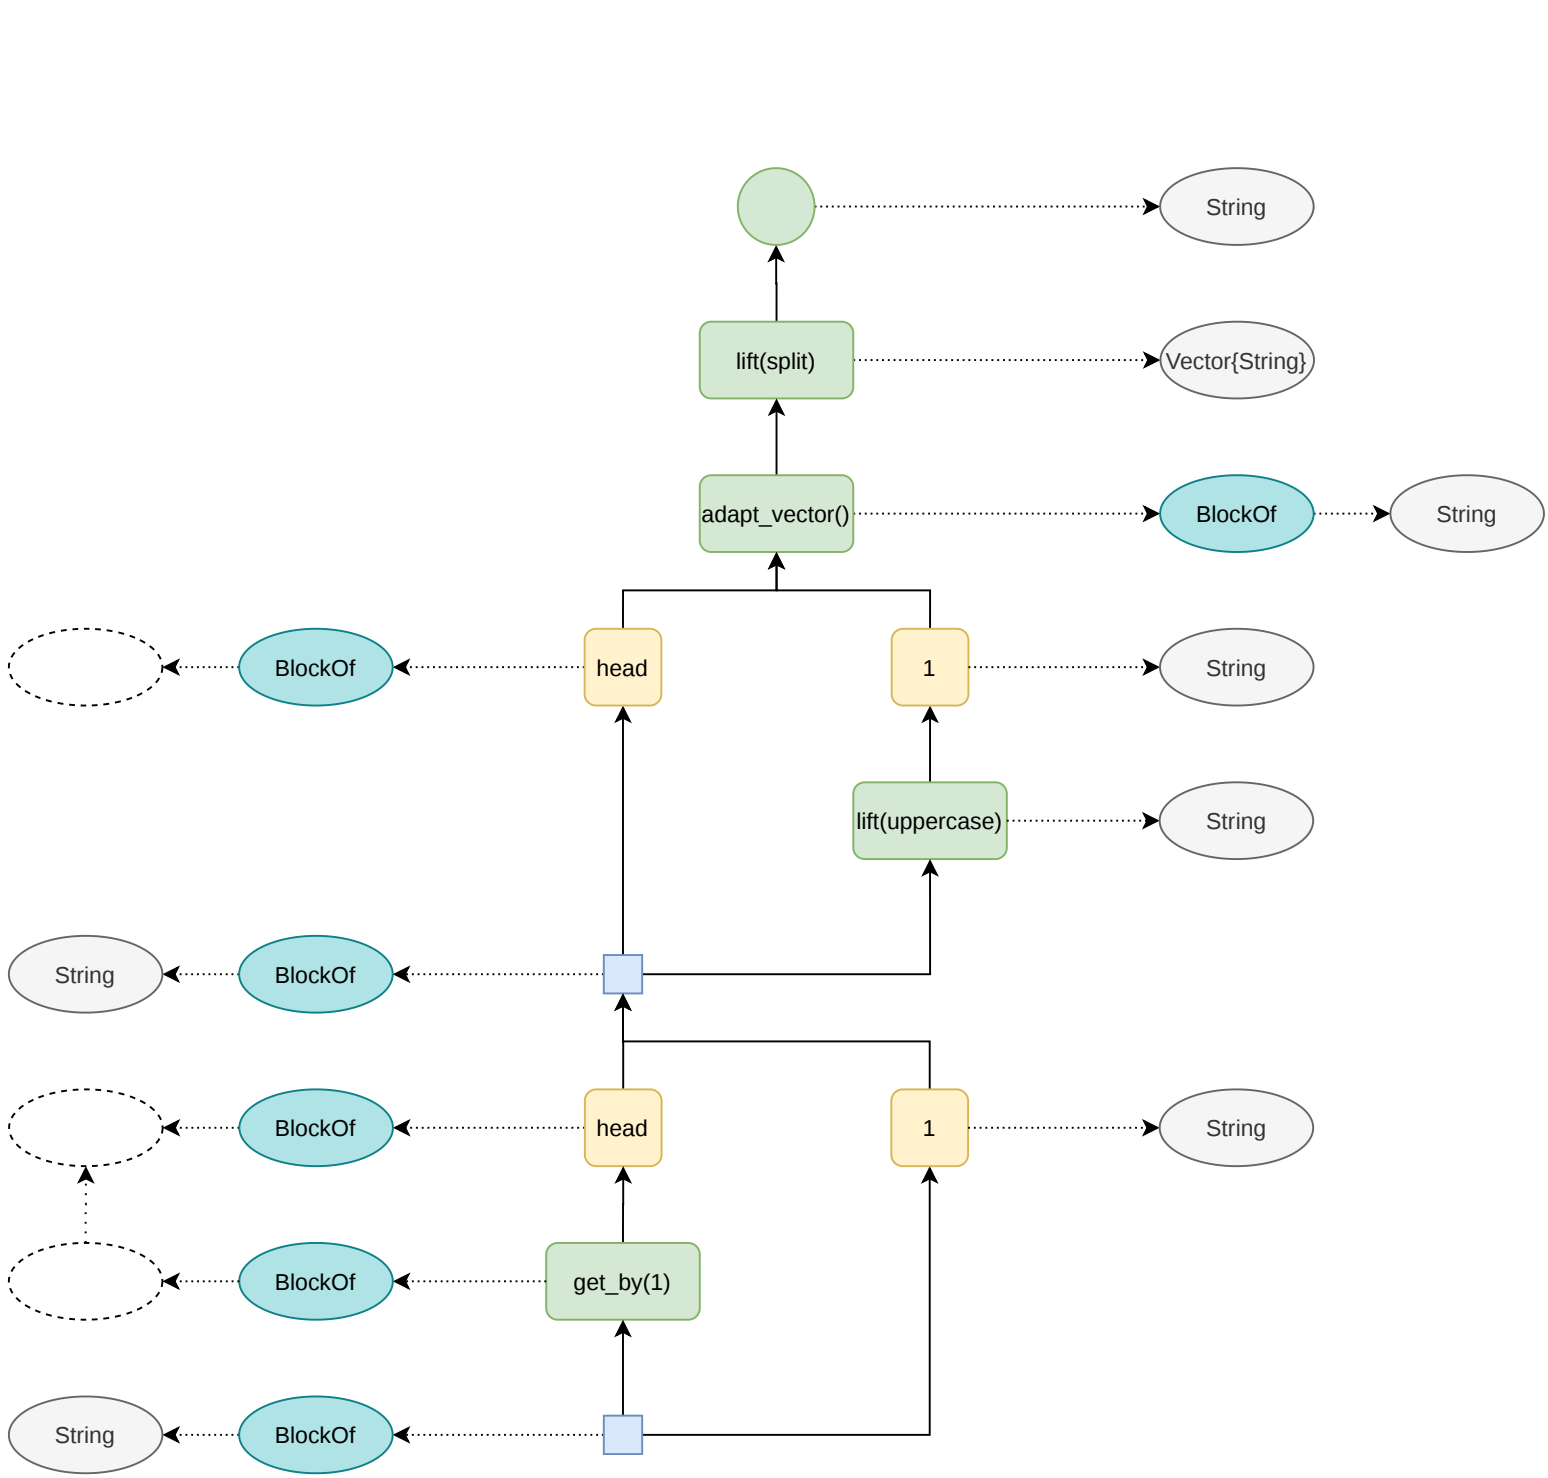 String
lift(split)
Vector{String}
adapt_vector()
BlockOf
String
BlockOf
head
1
String
lift(uppercase)
String
String
BlockOf
BlockOf
head
1
String
BlockOf
get_by(1)
String
BlockOf